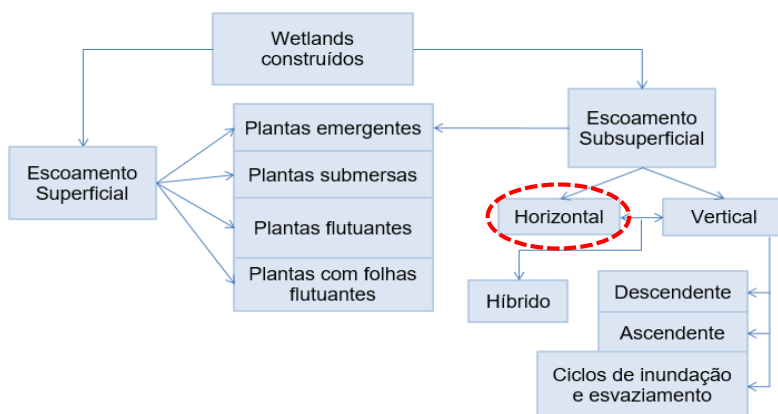 Wetlands
construídos
Escoamento
Superficial
Plantas emergentes
Plantas submersas
Plantas flutuantes
Plantas com folhas
flutuantes
Escoamento
Subsuperficial
Horizontal
Vertical
Híbrido
Descendente
Ascendente
Ciclos de inundação
e esvaziamento